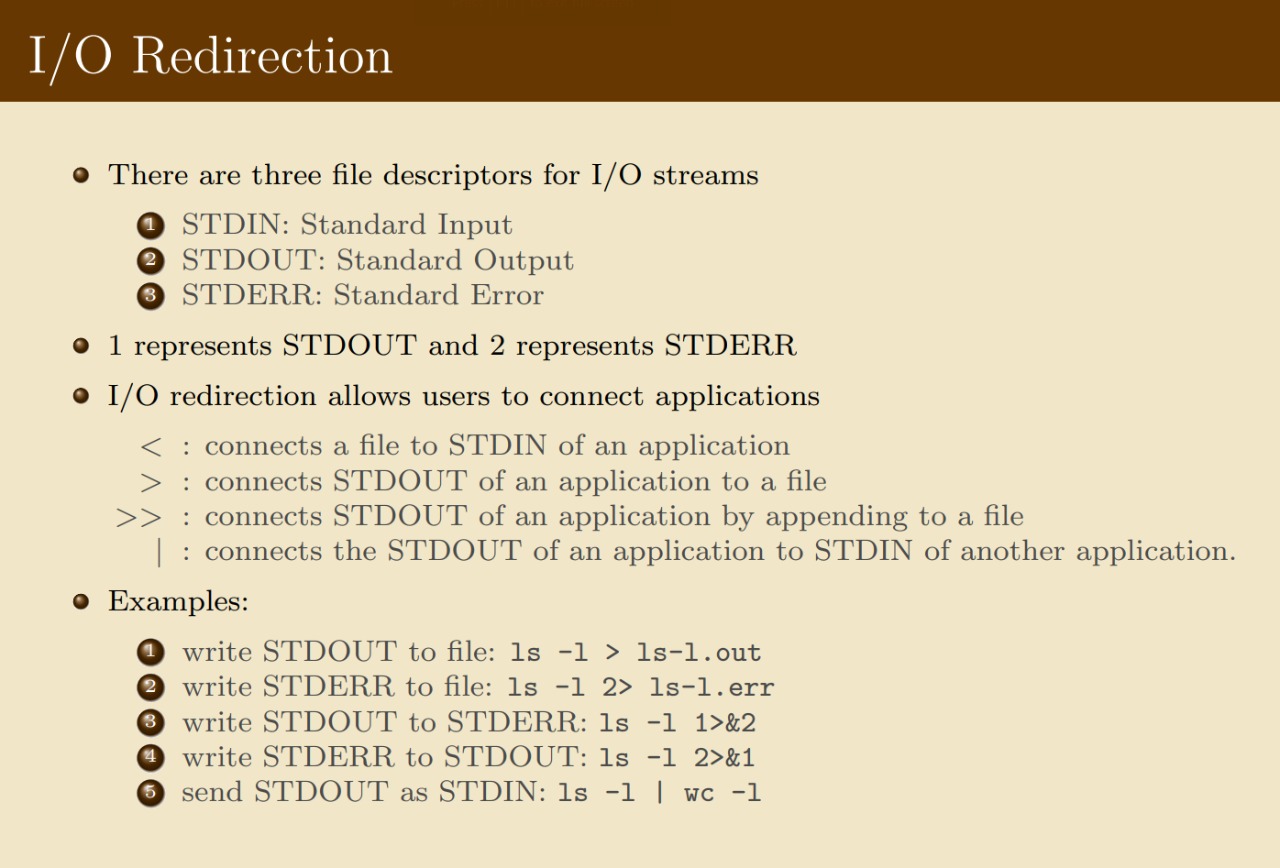 I/O Redirection
There are three file descriptors for I/O streams
1 STDIN: Standard Input
2 STDOUT: Standard Output
3 STDERR: Standard Error
1 represents STDOUT and 2 represents STDERR
I/O redirection allows users to connect applications
< : connects a file to STDIN of an application
> : connects STDOUT of an application to a file
>> : connects STDOUT of an application by appending to a file
| : connects the STDOUT of an application to STDIN of another application.
Examples:
1 write STDOUT to file: ls -l > ls-l.out
2 write STDERR to file: ls -l 2> ls-l.err
3 write STDOUT to STDERR: ls -l 1>&2
4 write STDERR to STDOUT: ls -l 2>&1
5 send STDOUT as STDIN: ls -l | wc -l